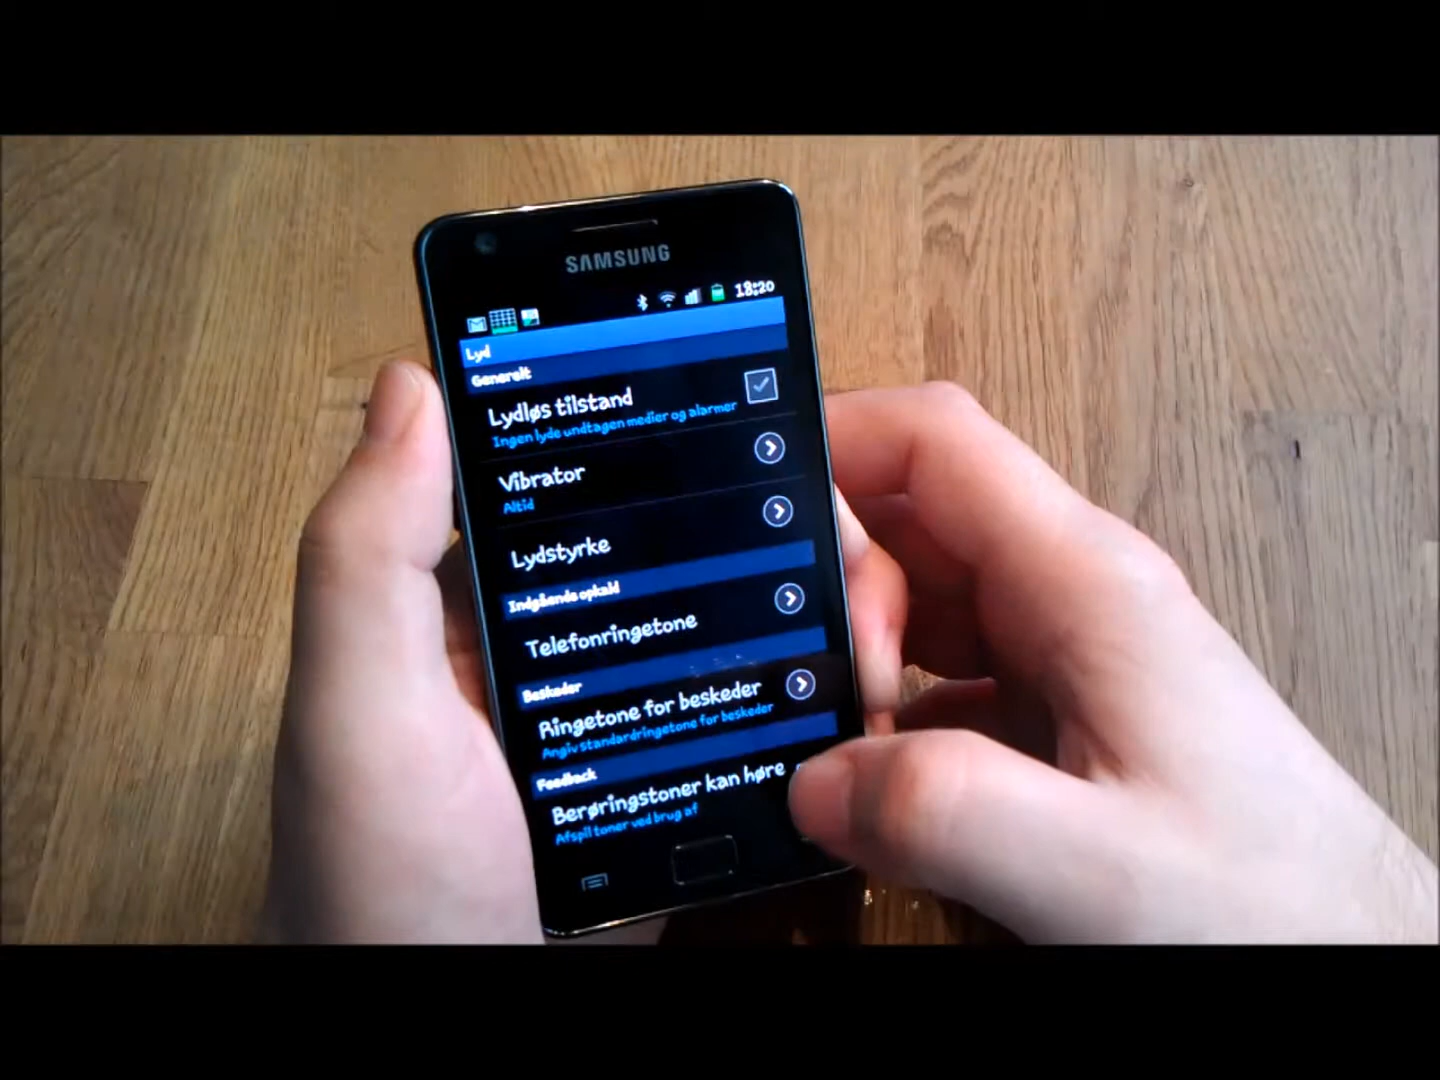 SAMSUNG
18:20
Lyd
Generelt
Lydløs tilstand
Ingen lyde undtagen medier og alarmer
Vibrator
Altid
Lydstyrke
Indgående opkald
Telefonringetone
Beskeder
Ringetone for beskeder
Angiv standardringetone for beskeder
Feedback
Berøringstoner kan høre
Afspil toner ved brug af